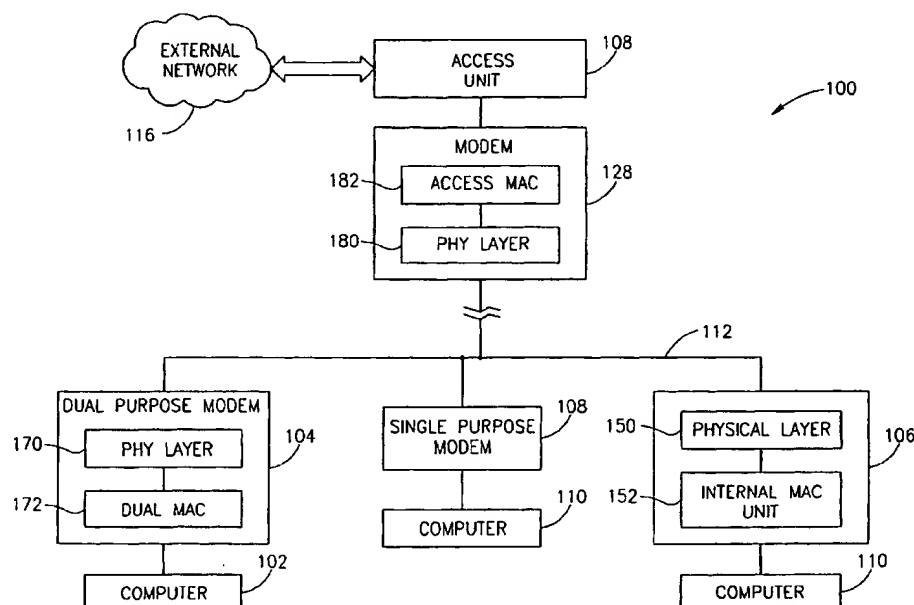 EXTERNAL
NETWORK
116
ACCESS
UNIT
108
100
MODEM
182
ACCESS MAC
128
180
PHY LAYER
112
DUAL PURPOSE MODEM
170
PHY LAYER
104
172
DUAL MAC
COMPUTER
102
SINGLE PURPOSE
MODEM
108
COMPUTER
110
150
PHYSICAL LAYER
106
152
INTERNAL MAC
UNIT
COMPUTER
110